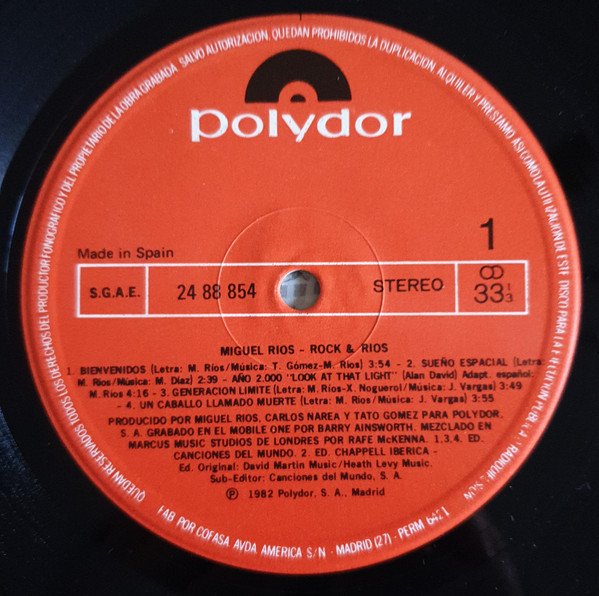 QUEDAN RESERVADOS TODOS LOS DERECHOS DEL PRODUCTOR FONOGRAFICO Y DEL PROPIETARIO DE LA OBRA GRABADA. SALVO AUTORIZACION, QUEDAN PROHIBIDOS LA DUPLICACION, ALQUILER Y PRESTAMO, ASI COMO LA UTILIZACION DE ESTE DISCO PARA LA EJECUCION PUBLICA Y RADIODIFUSION
polydor
Made in Spain
1
S.G.A.E.
24 88 854
STEREO
33 1/3
MIGUEL RIOS - ROCK & RIOS
1. BIENVENIDOS (Letra: M. Ríos/Música: T. Gómez-M. Rios) 3:54 - 2. SUEÑO ESPACIAL (Letra:
M. Rios/Música: M. Díaz) 2:39 - AÑO 2.000 "LOOK AT THAT LIGHT" (Alan David) Adapt. español:
M. Rios 4:16 - 3. GENERACION LIMITE (Letra: M. Ríos-X. Noguerol/Música: J. Vargas) 3:49
- 4. UN CABALLO LLAMADO MUERTE (Letra: M. Rios/Música: J. Vargas) 3:55
PRODUCIDO POR MIGUEL RIOS, CARLOS NAREA Y TATO GOMEZ PARA POLYDOR,
S. A. GRABADO EN EL MOBILE ONE POR BARRY AINSWORTH. MEZCLADO EN
MARCUS MUSIC STUDIOS DE LONDRES POR RAFE McKENNA. 1.3.4. ED.
CANCIONES DEL MUNDO. 2. ED. CHAPPELL IBERICA -
Ed. Original: David Martin Music/Heath Levy Music.
Sub-Editor: Canciones del Mundo, S. A.
Ⓟ 1982 Polydor, S. A., Madrid
FAB. POR COFASA. AVDA AMERICA S/N - MADRID (27) - PERM 6421